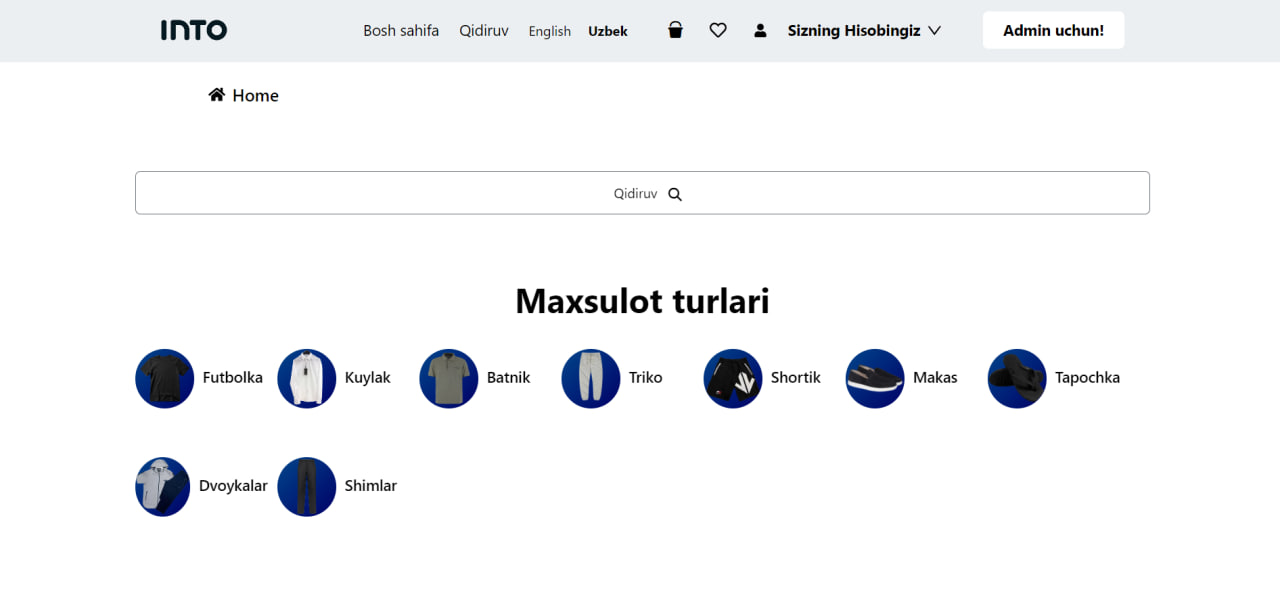 INTO Bosh sahifa Qidiruv English Uzbek Sizning Hisobingiz Admin uchun!
Home
Qidiruv
Maxsulot turlari
Futbolka Kuylak Batnik Triko Shortik Makas Tapochka
Dvoykalar Shimlar